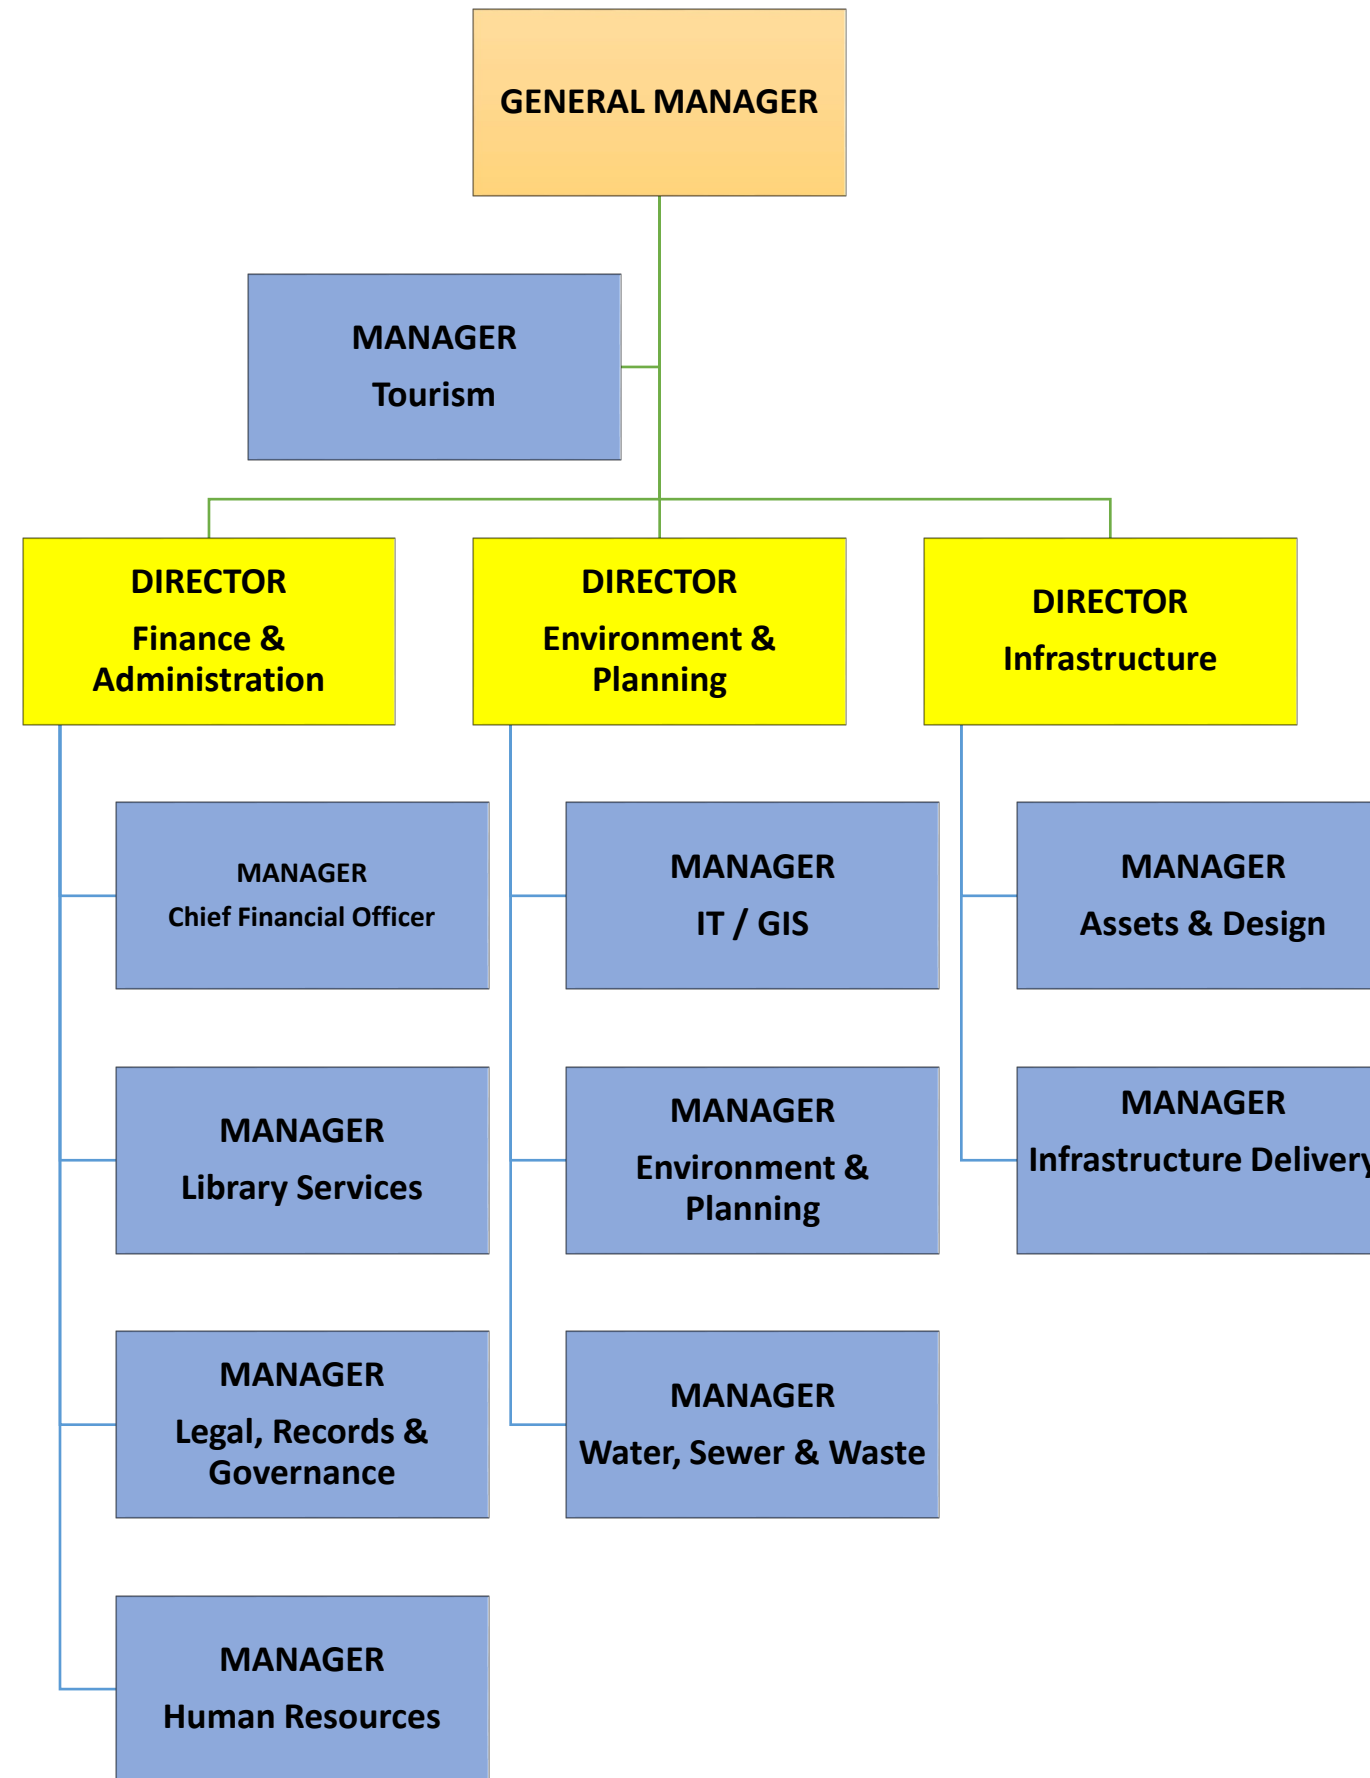 GENERAL MANAGER
MANAGER
Tourism
DIRECTOR
Finance &
Administration
DIRECTOR
Environment &
Planning
DIRECTOR
Infrastructure
MANAGER
Chief Financial Officer
MANAGER
IT / GIS
MANAGER
Assets & Design
MANAGER
Library Services
MANAGER
Environment &
Planning
MANAGER
Infrastructure Delivery
MANAGER
Legal, Records &
Governance
MANAGER
Water, Sewer & Waste
MANAGER
Human Resources